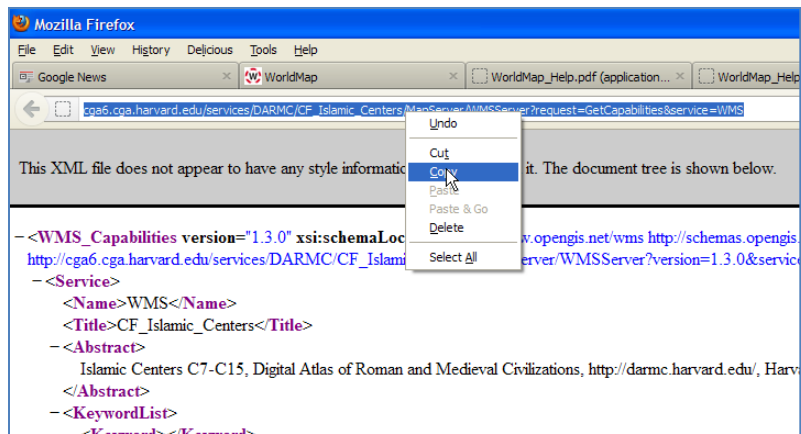 Mozilla Firefox
File Edit View History Delicious Tools Help
Google News × WorldMap × WorldMap_Help.pdf (application... × WorldMap_Help
cga6.cga.harvard.edu/services/DARMC/CF_Islamic_Centers/MapServer/WMSServer?request=GetCapabilities&service=WMS
Undo
Cut
Copy
Paste
Paste & Go
Delete
Select All
This XML file does not appear to have any style informatio it. The document tree is shown below.
−<WMS_Capabilities version="1.3.0" xsi:schemaLoc w.opengis.net/wms http://schemas.opengis.
http://cga6.cga.harvard.edu/services/DARMC/CF_Islami erver/WMSServer?version=1.3.0&service
−<Service>
<Name>WMS</Name>
<Title>CF_Islamic_Centers</Title>
−<Abstract>
Islamic Centers C7-C15, Digital Atlas of Roman and Medieval Civilizations, http://darmc.harvard.edu/, Harv
</Abstract>
−<KeywordList>
<Keyword> </Keyword>